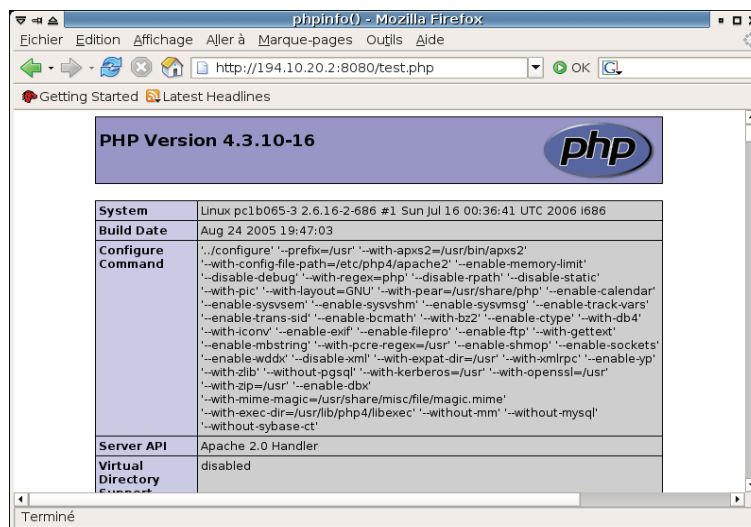 phpinfo() - Mozilla Firefox
Eichier Edition Affichage Aller à Marque-pages Outils Aide
http://194.10.20.2:8080/test.php OK G
Getting Started Latest Headlines
PHP Version 4.3.10-16
php
System Linux pc1b065-3 2.6.16-2-686 #1 Sun Jul 16 00:36:41 UTC 2006 i686
Build Date Aug 24 2005 19:47:03
Configure Command '../configure' '--prefix=/usr' '--with-apxs2=/usr/bin/apxs2'
'--with-config-file-path=/etc/php4/apache2' '--enable-memory-limit'
'--disable-debug' '--with-regex=php' '--disable-rpath' '--disable-static'
'--with-pic' '--with-layout=GNU' '--with-pear=/usr/share/php' '--enable-calendar'
'--enable-sysvsem' '--enable-sysvshm' '--enable-sysvmsg' '--enable-track-vars'
'--enable-trans-sid' '--enable-bcmath' '--with-bz2' '--enable-ctype' '--with-db4'
'--with-iconv' '--enable-exif' '--enable-filepro' '--enable-ftp' '--with-gettext'
'--enable-mbstring' '--with-pcre-regex=/usr' '--enable-shmop' '--enable-sockets'
'--enable-wddx' '--disable-xml' '--with-expat-dir=/usr' '--with-xmlrpc' '--enable-yp'
'--with-zlib' '--without-pgsql' '--with-kerberos=/usr' '--with-openssl=/usr'
'--with-zip=/usr' '--enable-dbx'
'--with-mime-magic=/usr/share/misc/file/magic.mime'
'--with-exec-dir=/usr/lib/php4/libexec' '--without-mm' '--without-mysql'
'--without-sybase-ct'
Server API Apache 2.0 Handler
Virtual Directory Support disabled
Terminé